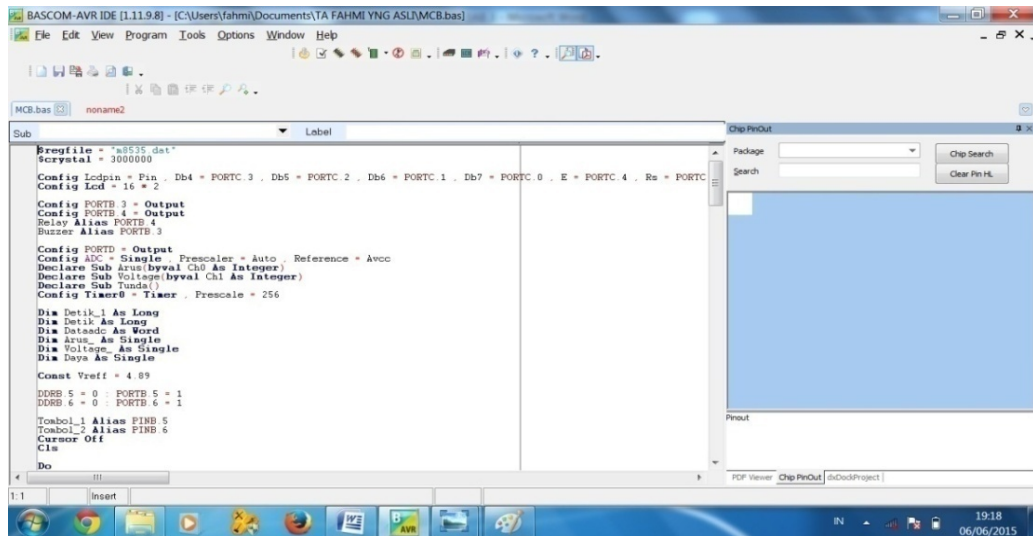 BASCOM-AVR IDE [1.11.9.8] - [C:\Users\fahmi\Documents\TA FAHMI YNG ASLI\MCB.bas]
File Edit View Program Tools Options Window Help
MCB.bas noname2
Sub Label
$regfile = "m8535.dat"
$crystal = 3000000
Config Lcdpin = Pin , Db4 = PORTC.3 , Db5 = PORTC.2 , Db6 = PORTC.1 , Db7 = PORTC.0 , E = PORTC.4 , Rs = PORTC
Config Lcd = 16 * 2
Config PORTB.3 = Output
Config PORTB.4 = Output
Relay Alias PORTB.4
Buzzer Alias PORTB.3
Config PORTD = Output
Config ADC = Single , Prescaler = Auto , Reference = Avcc
Declare Sub Arus(byval Ch0 As Integer)
Declare Sub Voltage(byval Ch1 As Integer)
Declare Sub Tunda()
Config Timer0 = Timer , Prescale = 256
Dim Detik_1 As Long
Dim Detik As Long
Dim Dataadc As Word
Dim Arus_ As Single
Dim Voltage_ As Single
Dim Daya As Single
Const Vreff = 4.89
DDRB.5 = 0 : PORTB.5 = 1
DDRB.6 = 0 : PORTB.6 = 1
Tombol_1 Alias PINB.5
Tombol_2 Alias PINB.6
Cursor Off
Cls
Do
Chip PinOut
Package
Chip Search
Search
Clear Pin HL
Pinout
PDF Viewer Chip PinOut dxDockProject
1:1 Insert
IN
19:18
06/06/2015